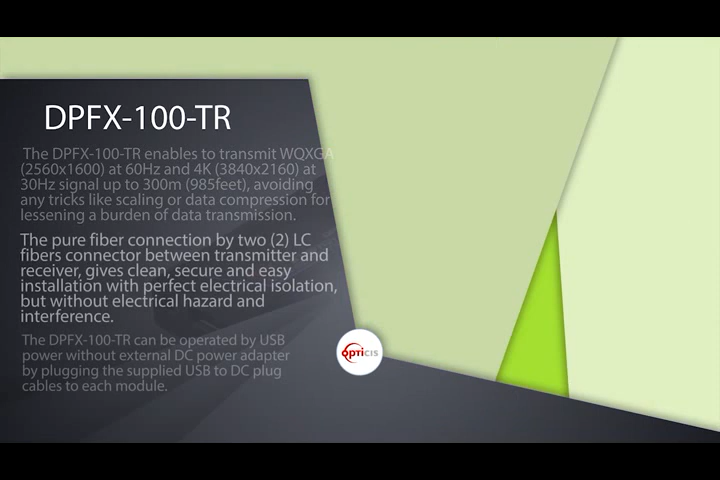 DPFX-100-TR
The DPFX-100-TR enables to transmit WQXGA
(2560x1600) at 60Hz and 4K (3840x2160) at
30Hz signal up to 300m (985feet), avoiding
any tricks like scaling or data compression for
lessening a burden of data transmission.
The pure fiber connection by two (2) LC
fibers connector between transmitter and
receiver, gives clean, secure and easy
installation with perfect electrical isolation,
but without electrical hazard and
interference.
The DPFX-100-TR can be operated by USB
power without external DC power adapter
by plugging the supplied USB to DC plug
cables to each module.
OPTICIS